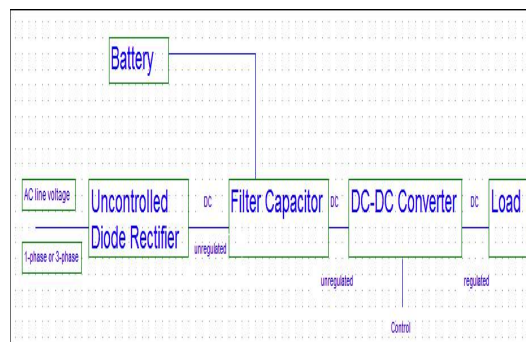 Battery
AC line voltage
Uncontrolled
Diode Rectifier
DC
unregulated
Filter Capacitor
DC
unregulated
DC-DC Converter
DC
regulated
Load
1-phase or 3-phase
Control